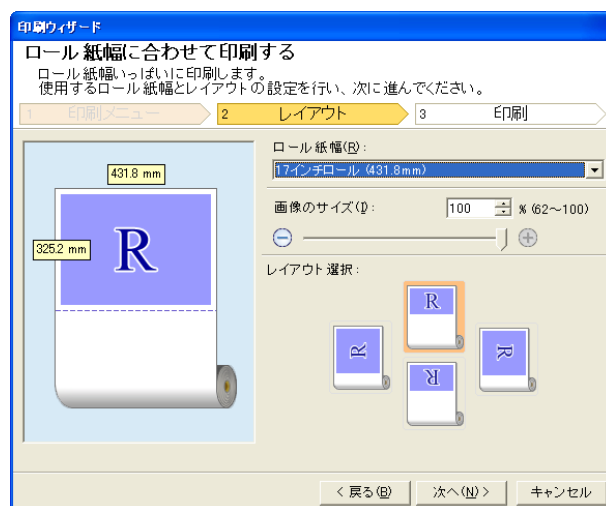 印刷ウィザード
ロール紙幅に合わせて印刷する
ロール紙幅いっぱいに印刷します。
使用するロール紙幅とレイアウトの設定を行い、次に進んでください。
1 印刷メニュー 2 レイアウト 3 印刷
ロール紙幅(R):
17インチロール (431.8mm)
431.8 mm
画像のサイズ(I): 100 % (62～100)
325.2 mm
R
レイアウト選択:
R
R
R
R
< 戻る(B) 次へ(N) > キャンセル